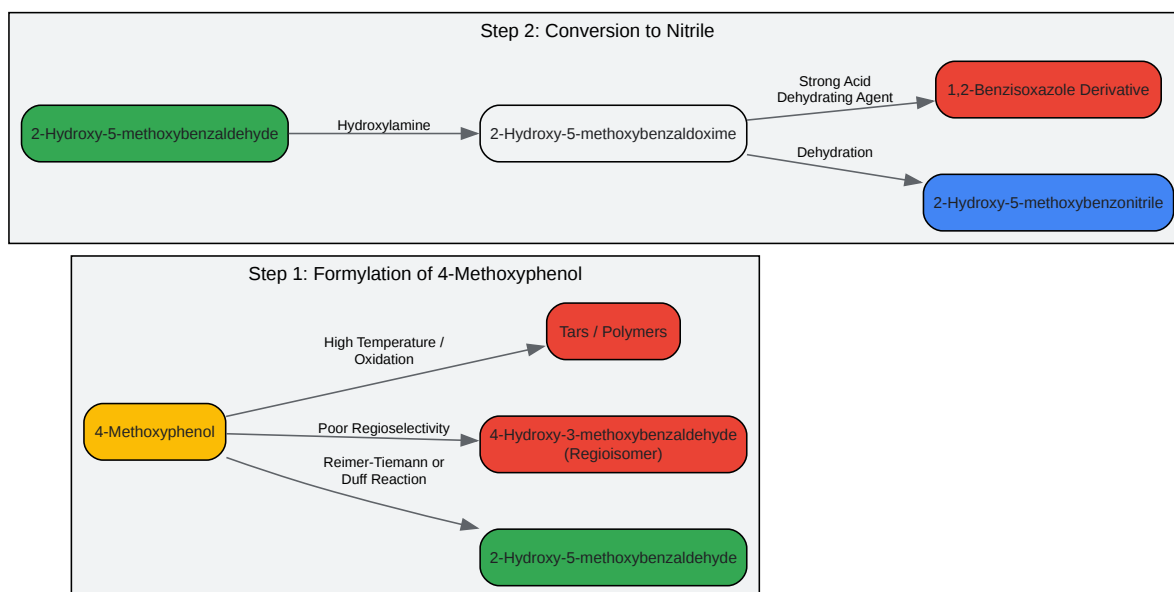 Step 2: Conversion to Nitrile
2-Hydroxy-5-methoxybenzaldehyde
Hydroxylamine
2-Hydroxy-5-methoxybenzaldoxime
Strong Acid
Dehydrating Agent
1,2-Benzisoxazole Derivative
Dehydration
2-Hydroxy-5-methoxybenzonitrile
Step 1: Formylation of 4-Methoxyphenol
4-Methoxyphenol
High Temperature /
Oxidation
Tars / Polymers
Poor Regioselectivity
4-Hydroxy-3-methoxybenzaldehyde
(Regioisomer)
Reimer-Tiemann or
Duff Reaction
2-Hydroxy-5-methoxybenzaldehyde